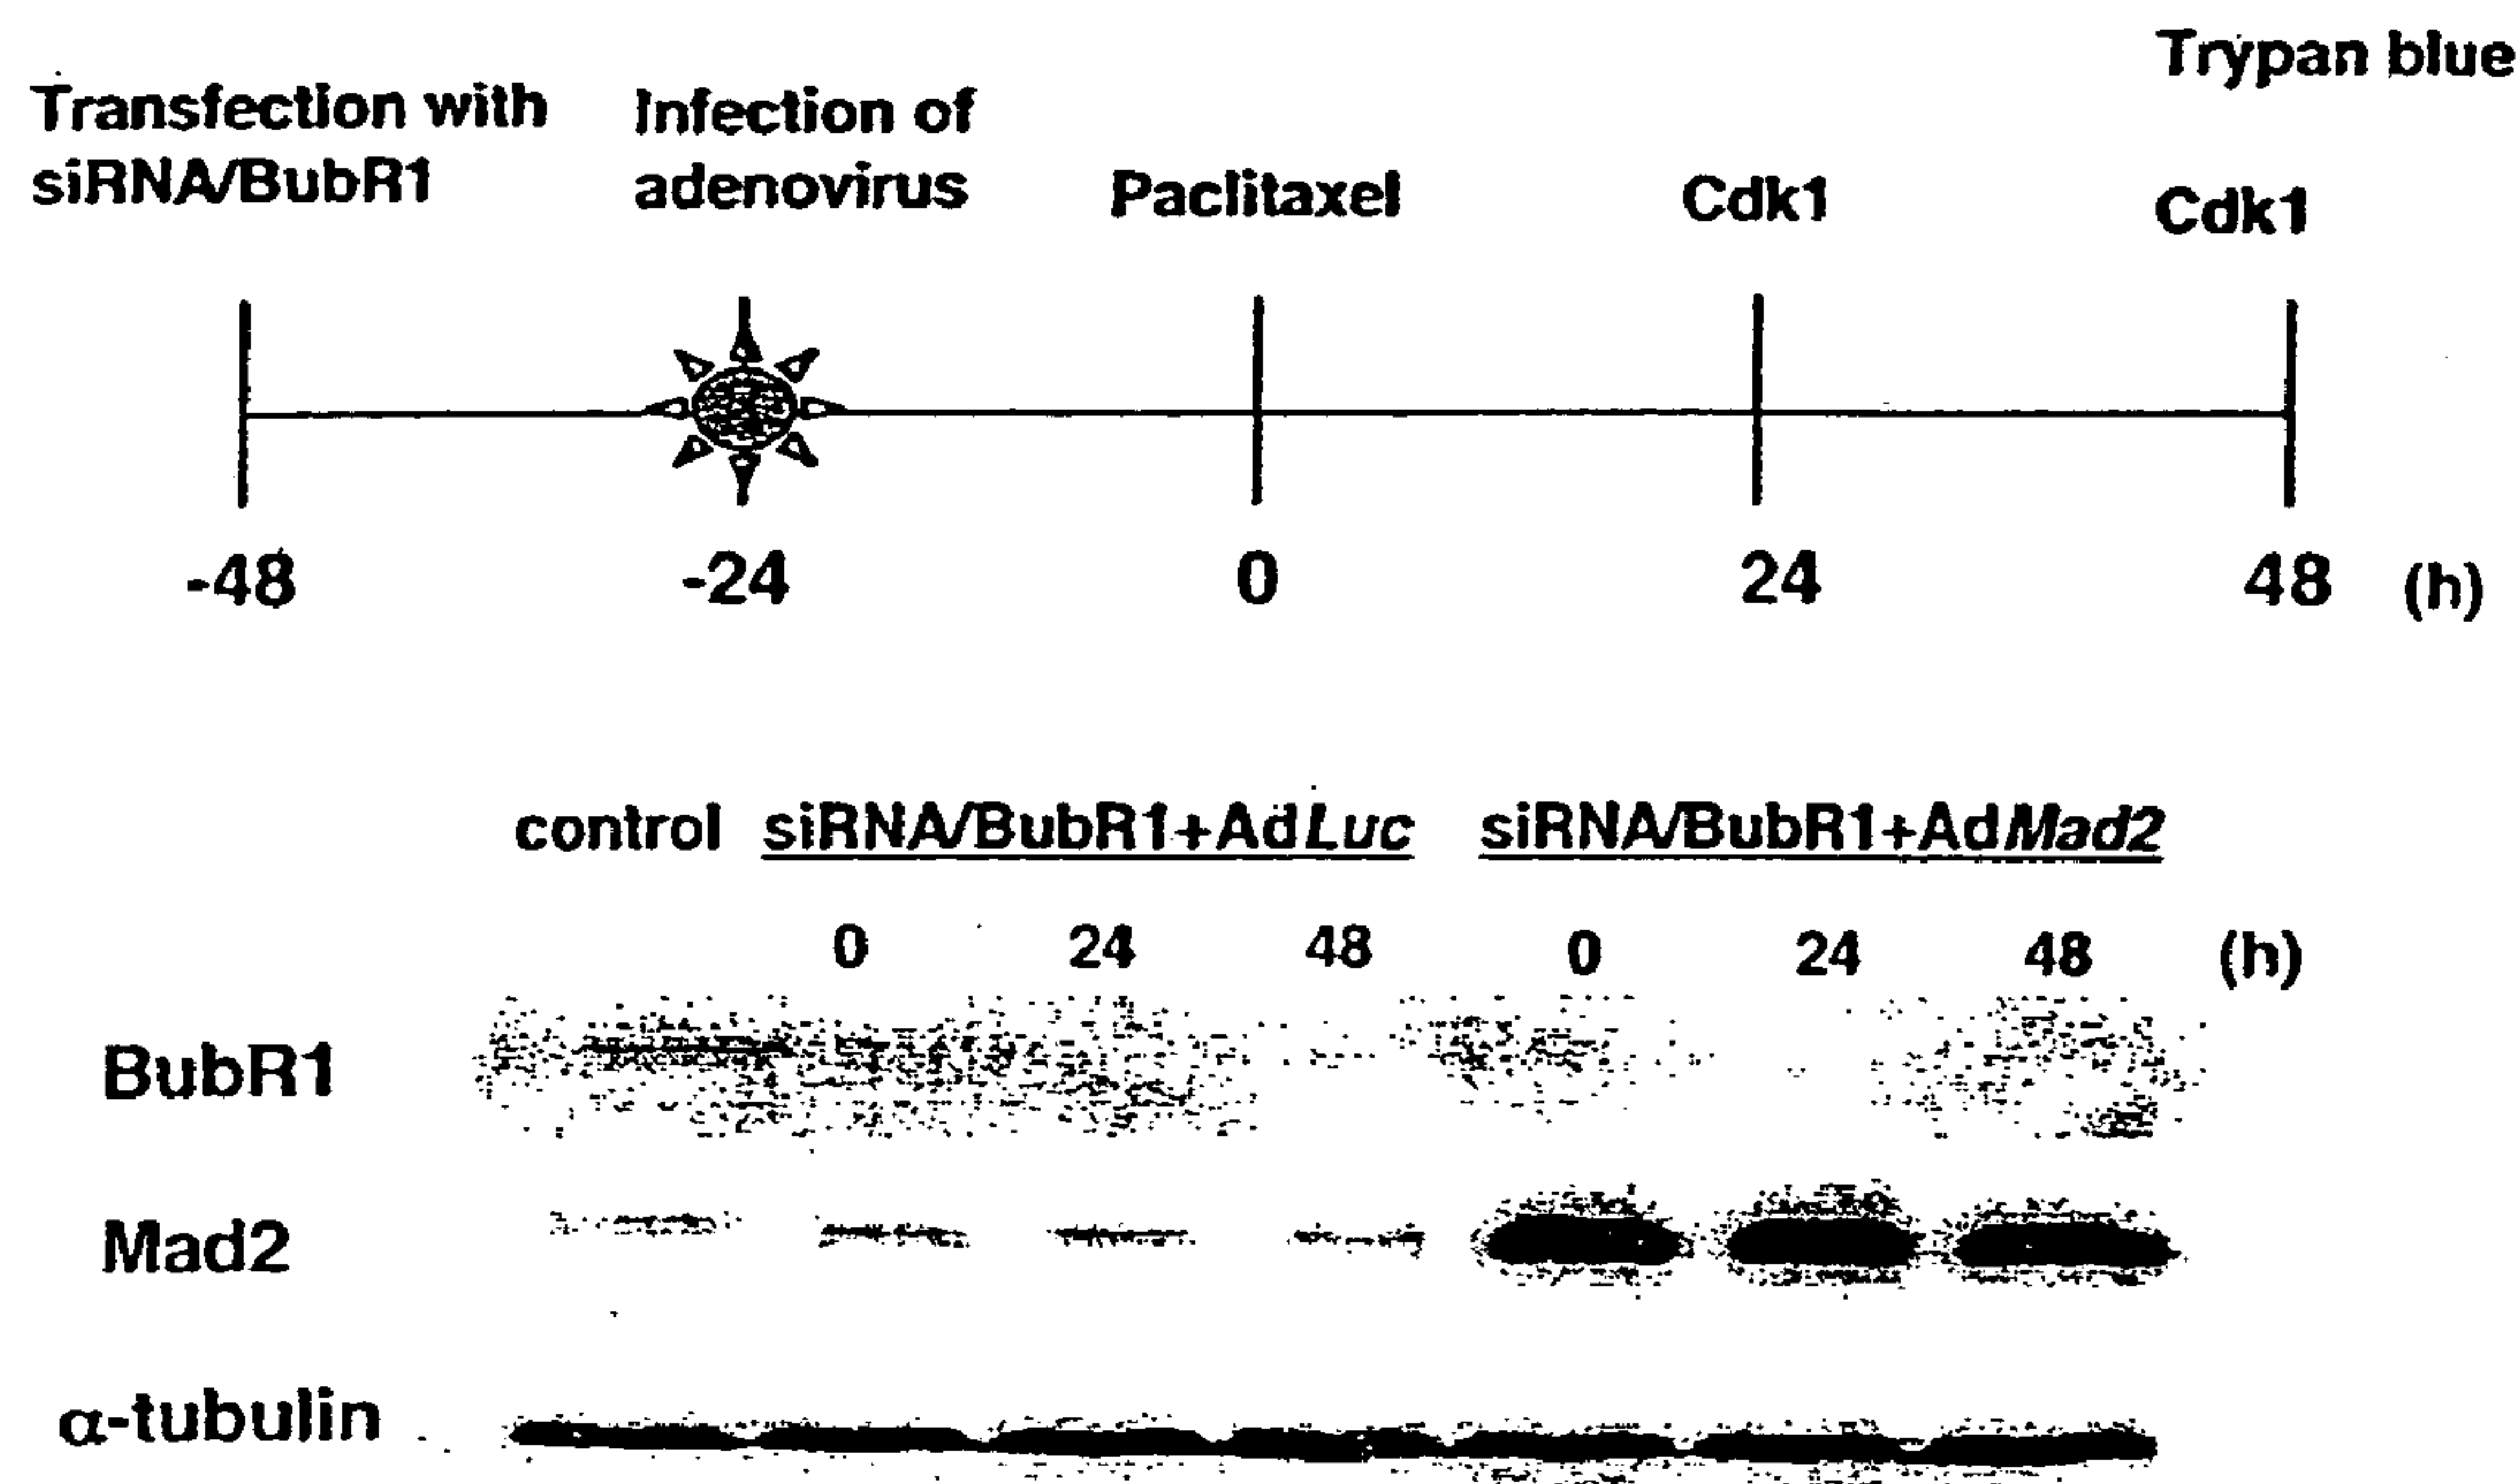 Trypan blue
Transfection with
siRNA/BubR1
Infection of
adenovirus
Paclitaxel
Cdk1
Cdk1
-48 -24 0 24 48 (h)
control siRNA/BubR1+AdLuc siRNA/BubR1+AdMad2
0 24 48 0 24 48 (h)
BubR1
Mad2
α-tubulin